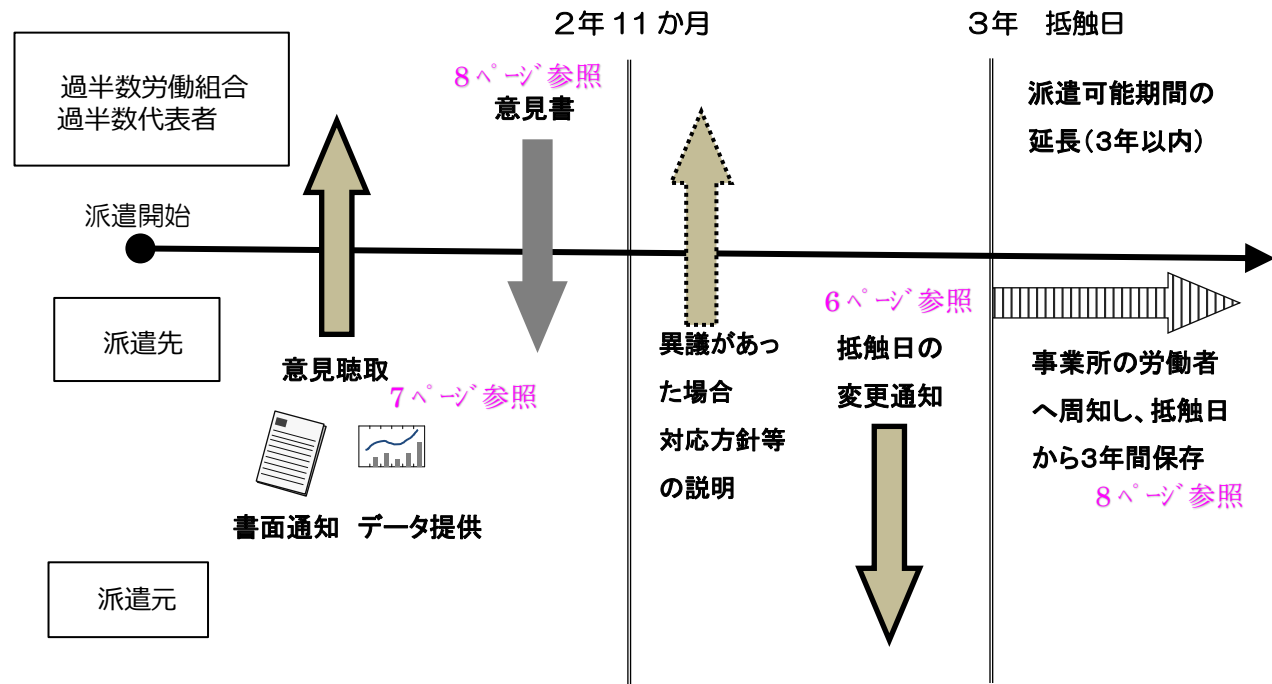 2年11か月
3年　抵触日
過半数労働組合
過半数代表者
8ページ参照
意見書
派遣可能期間の
延長（3年以内）
派遣開始
派遣先
意見聴取
7ページ参照
書面通知
データ提供
異議があっ
た場合
対応方針等
の説明
6ページ参照
抵触日の
変更通知
事業所の労働者
へ周知し、抵触日
から3年間保存
8ページ参照
派遣元